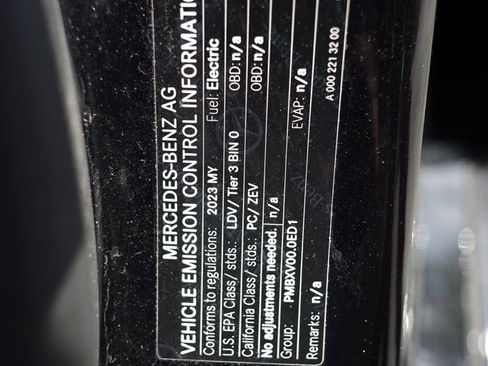 MERCEDES-BENZ AG
VEHICLE EMISSION CONTROL INFORMATI
Conforms to regulations: 2023 MY Fuel: Electric
U.S. EPA Class/ stds.: LDV/ Tier 3 BIN 0 OBD: n/a
California Class/ stds.: PC/ ZEV OBD: n/a
No adjustments needed. n/a
Group: PMBXV00.0ED1 EVAP: n/a
Remarks: n/a
A 000 221 32 00